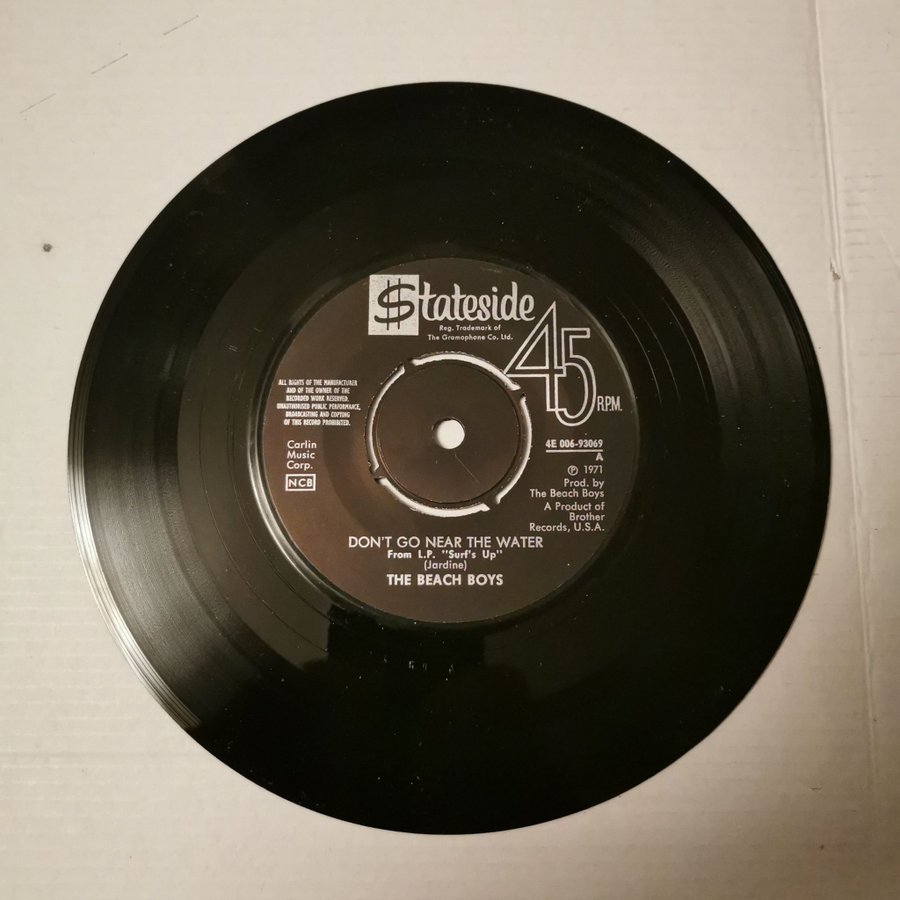 $tateside
Reg. Trademark of
The Gramophone Co. Ltd.
45 R.P.M.
ALL RIGHTS OF THE MANUFACTURER
AND OF THE OWNER OF THE
RECORDED WORK RESERVED.
UNAUTHORISED PUBLIC PERFORMANCE,
BROADCASTING AND COPYING
OF THIS RECORD PROHIBITED.
Carlin
Music
Corp.
NCB
4E 006-93069
A
℗ 1971
Prod. by
The Beach Boys
A Product of
Brother
Records, U.S.A.
DON'T GO NEAR THE WATER
From L.P. "Surf's Up"
(Jardine)
THE BEACH BOYS